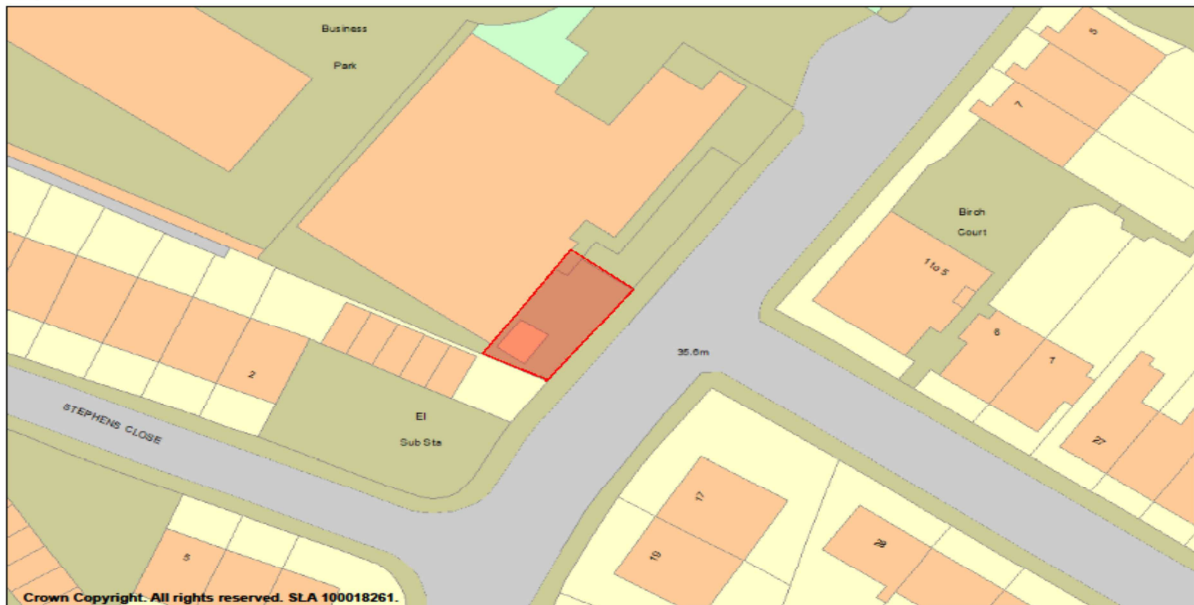 Business
Park
5
7
Birch
Court
1 to 5
35.6m
6
1
2
El
Sub Sta
27
STEPHENS CLOSE
17
19
28
5
Crown Copyright. All rights reserved. SLA 100018261.